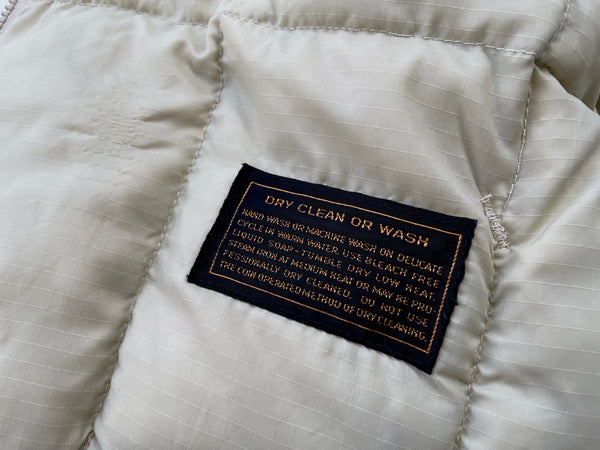 DRY CLEAN OR WASH
HAND WASH OR MACHINE WASH ON DELICATE
CYCLE IN WARM WATER. USE BLEACH FREE
LIQUID SOAP-TUMBLE DRY LOW HEAT.
STEAM IRON AT MEDIUM HEAT OR MAY BE PRO
FESSIONALLY DRY CLEANED. DO NOT USE
THE COIN OPERATED METHOD OF DRY CLEANING.